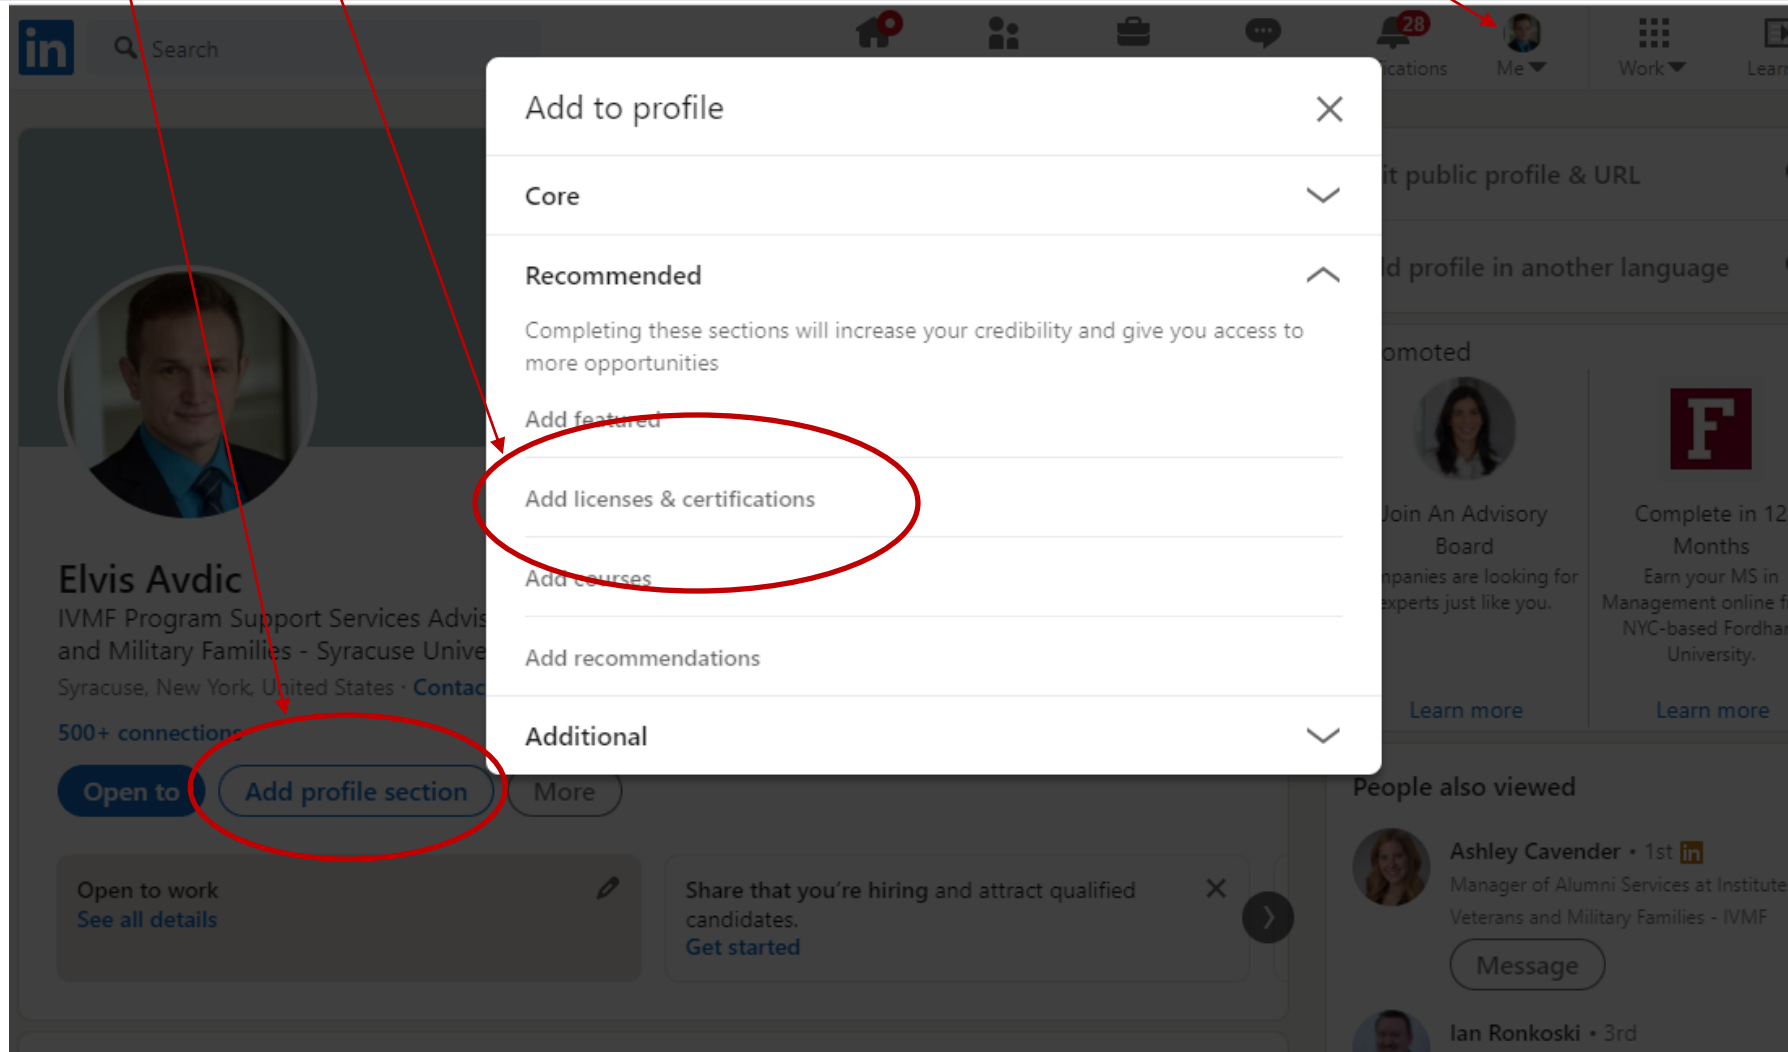 in
Search
28
ications
Me
Work
Lear
Add to profile
Core
Recommended
Completing these sections will increase your credibility and give you access to
more opportunities
Add featured
Add licenses & certifications
Add courses
Add recommendations
Additional
it public profile & URL
d profile in another language
omoted
F
Join An Advisory
Board
npanies are looking for
experts just like you.
Learn more
Complete in 12
Months
Earn your MS in
Management online f
NYC-based Fordha
University.
Learn more
Elvis Avdic
IVMF Program Support Services Advis
and Military Families - Syracuse Unive
Syracuse, New York, United States · Contac
500+ connections
Open to
Add profile section
More
Open to work
See all details
Share that you're hiring and attract qualified
candidates.
Get started
People also viewed
Ashley Cavender • 1st in
Manager of Alumni Services at Institute
Veterans and Military Families - IVMF
Message
Ian Ronkoski • 3rd